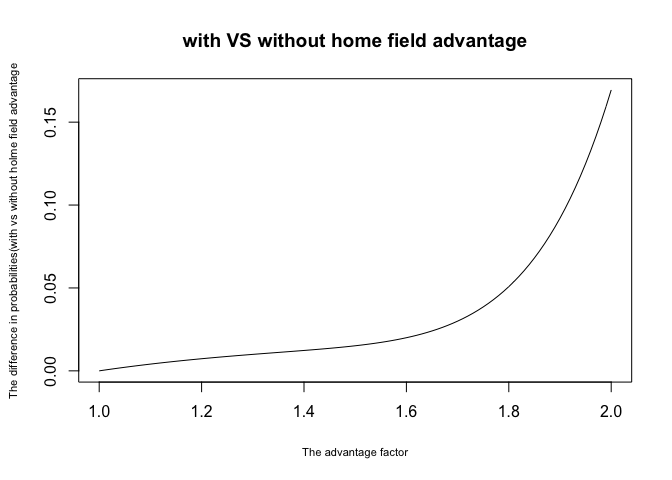 with VS without home field advantage
The difference in probabilities(with vs without holme field advantage
0.15
0.10
0.05
0.00
1.0 1.2 1.4 1.6 1.8 2.0
The advantage factor